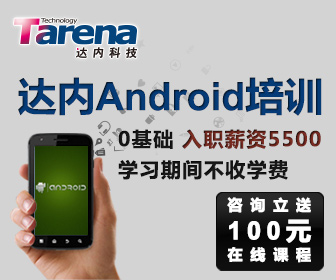 Technology
Tarena
达内科技
达内Android培训
0基础 入职薪资5500
学习期间不收学费
ANDROID
咨询立送
100元
在线课程